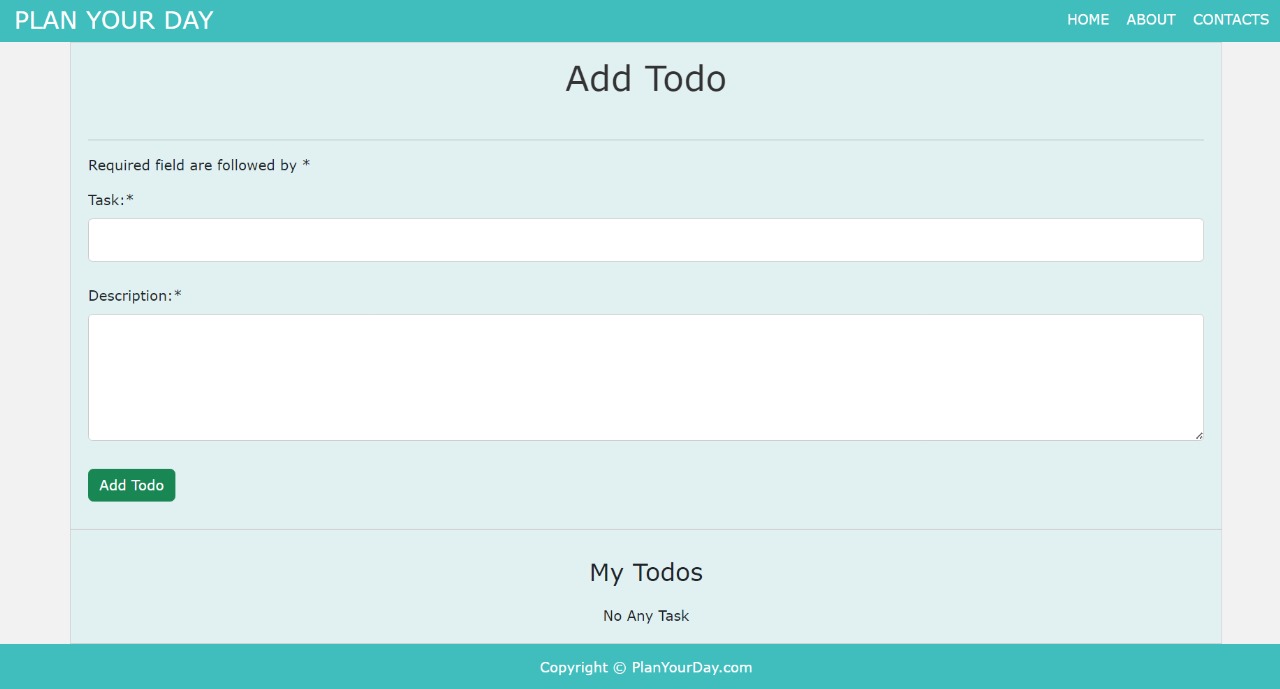 PLAN YOUR DAY
HOME ABOUT CONTACTS
Add Todo
Required field are followed by *
Task:*
Description:*
Add Todo
My Todos
No Any Task
Copyright © PlanYourDay.com